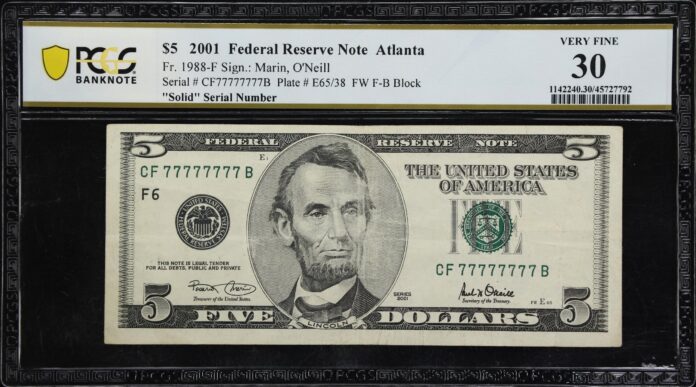 PCGS
BANKNOTE
$5 2001 Federal Reserve Note Atlanta
Fr. 1988-F Sign.: Marin, O'Neill
Serial # CF77777777B Plate # E65/38 FW F-B Block
"Solid" Serial Number
VERY FINE
30
1142240.30/45727792
5 FEDERAL RESERVE NOTE 5
CF 77777777 B
F6
THE UNITED STATES
OF AMERICA
FIVE
THIS NOTE IS LEGAL TENDER
FOR ALL DEBTS, PUBLIC AND PRIVATE
CF 77777777 B
Treasurer of the United States.
SERIES
2001
Paul H. O'Neill
Secretary of the Treasury.
5 FIVE DOLLARS 5
LINCOLN